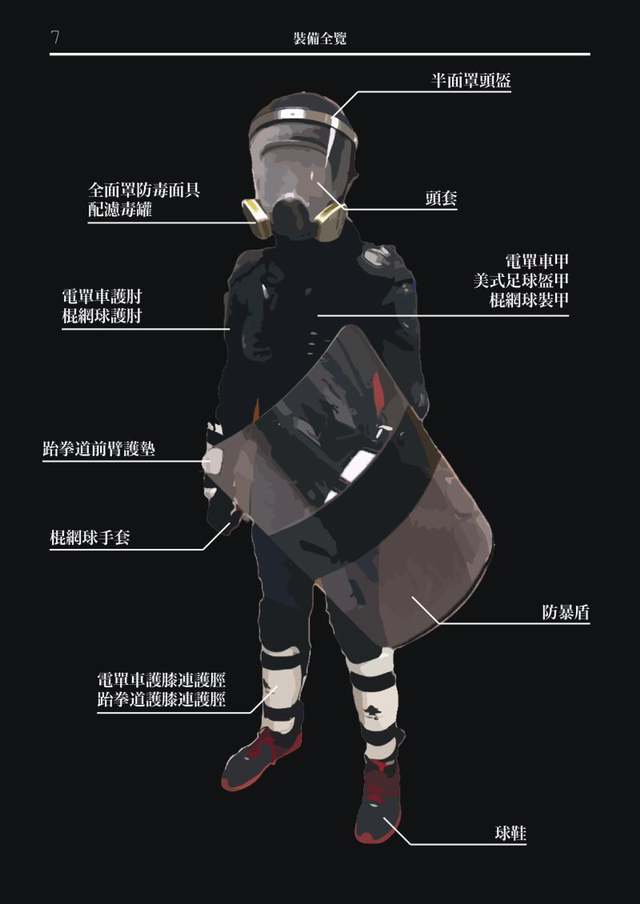 7
裝備全覽
半面罩頭盔
全面罩防毒面具
配濾毒罐
頭套
電單車甲
美式足球盔甲
棍網球裝甲
電單車護肘
棍網球護肘
跆拳道前臂護墊
棍網球手套
防暴盾
電單車護膝連護脛
跆拳道護膝連護脛
球鞋